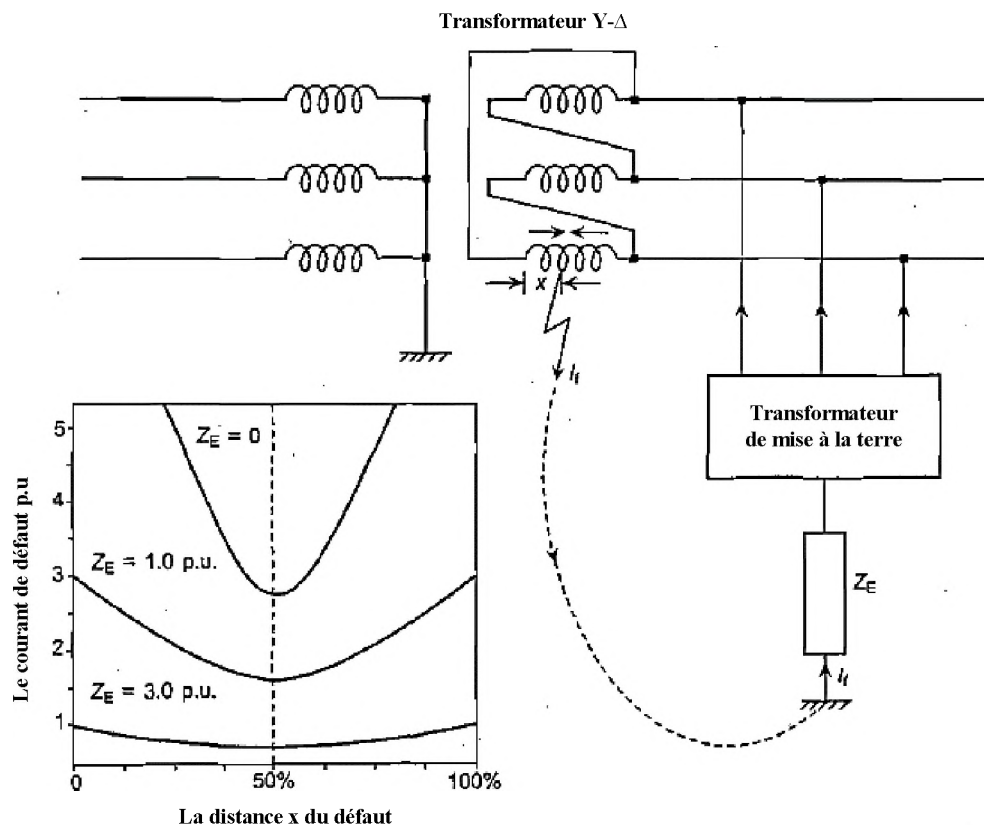 Transformateur Y-Δ
x
I_f
Transformateur
de mise à la terre
Z_E
I_f
Le courant de défaut p.u
5
4
3
2
1
Z_E = 0
Z_E = 1.0 p.u.
Z_E = 3.0 p.u.
0
50%
100%
La distance x du défaut